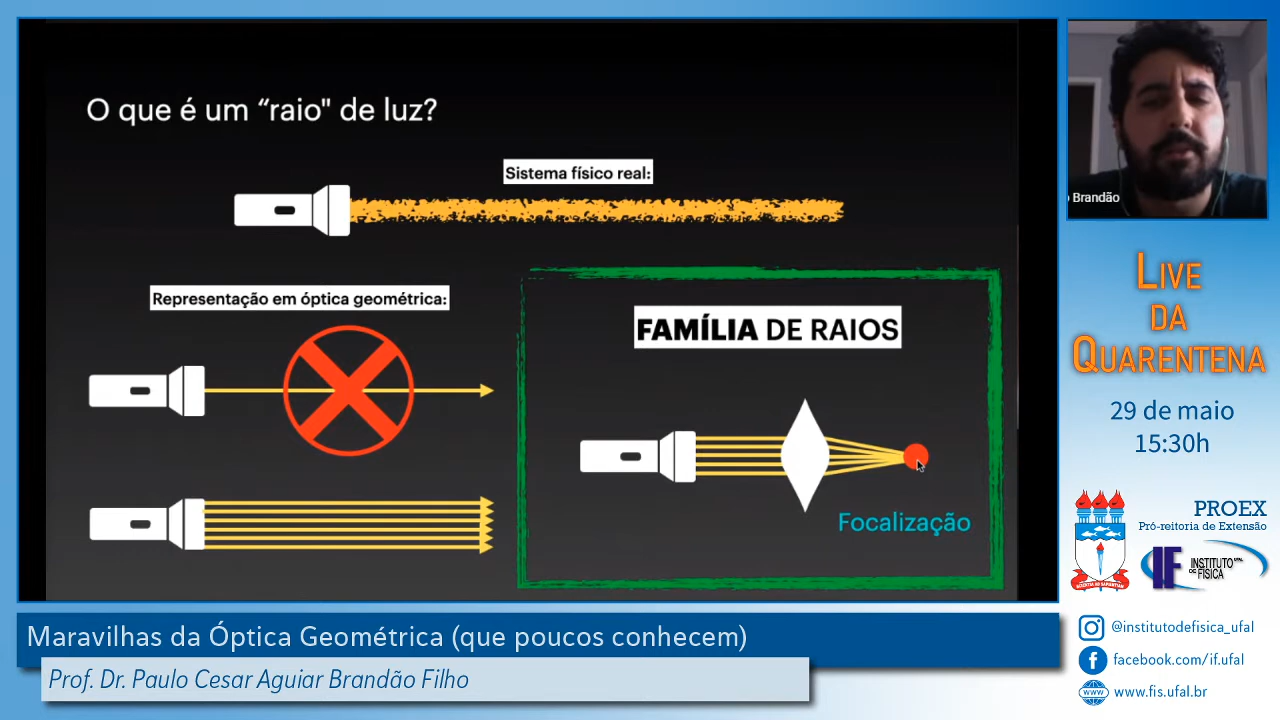 O que é um “raio" de luz?
Sistema físico real:
Representação em óptica geométrica:
FAMÍLIA DE RAIOS
Focalização
Brandão
LIVE
DA
QUARENTENA
29 de maio
15:30h
PROEX
Pró-reitoria de Extensão
IF INSTITUTO DE FÍSICA UFAL
@institutodefisica_ufal
facebook.com/if.ufal
www.fis.ufal.br
Maravilhas da Óptica Geométrica (que poucos conhecem)
Prof. Dr. Paulo Cesar Aguiar Brandão Filho